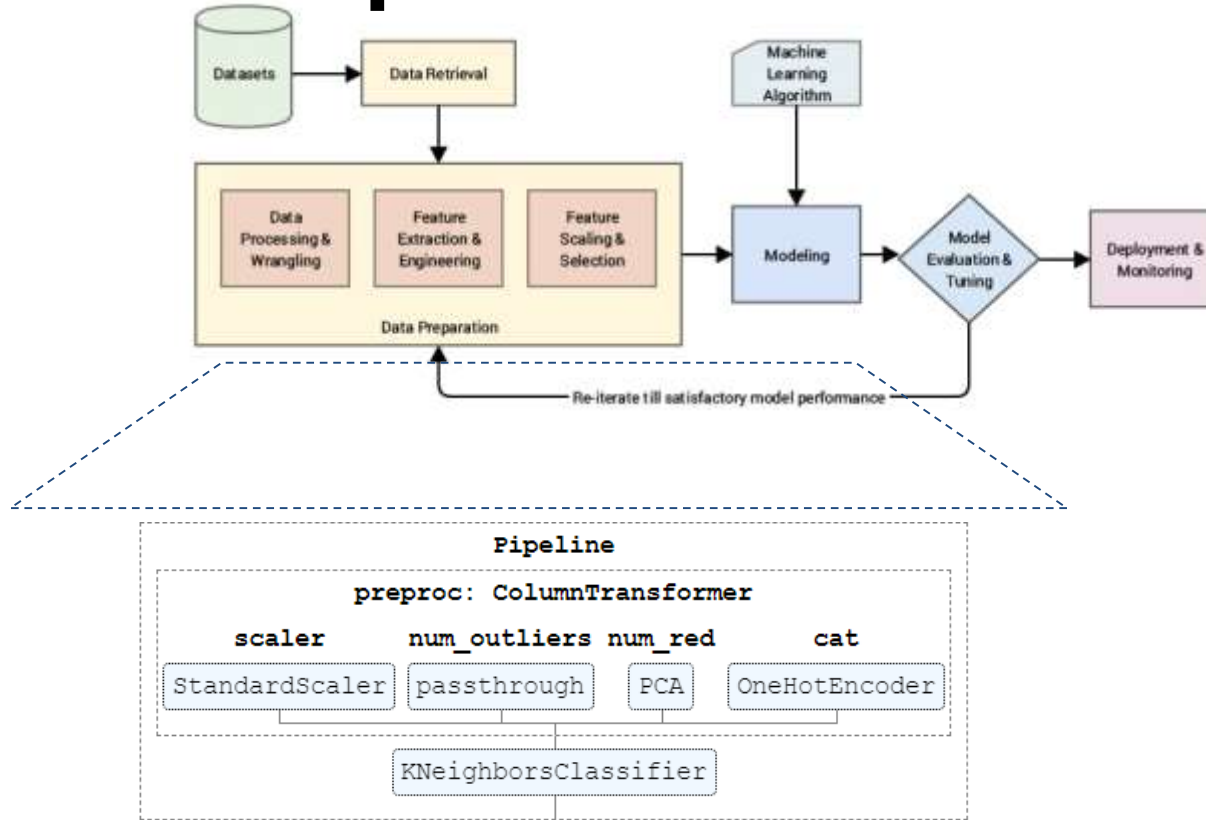 Datasets
Data Retrieval
Machine
Learning
Algorithm
Data
Processing &
Wrangling
Feature
Extraction &
Engineering
Feature
Scaling &
Selection
Data Preparation
Modeling
Model
Evaluation &
Tuning
Deployment &
Monitoring
Re-iterate till satisfactory model performance
Pipeline
preproc: ColumnTransformer
scaler
num_outliers
num_red
cat
StandardScaler
passthrough
PCA
OneHotEncoder
KNeighborsClassifier